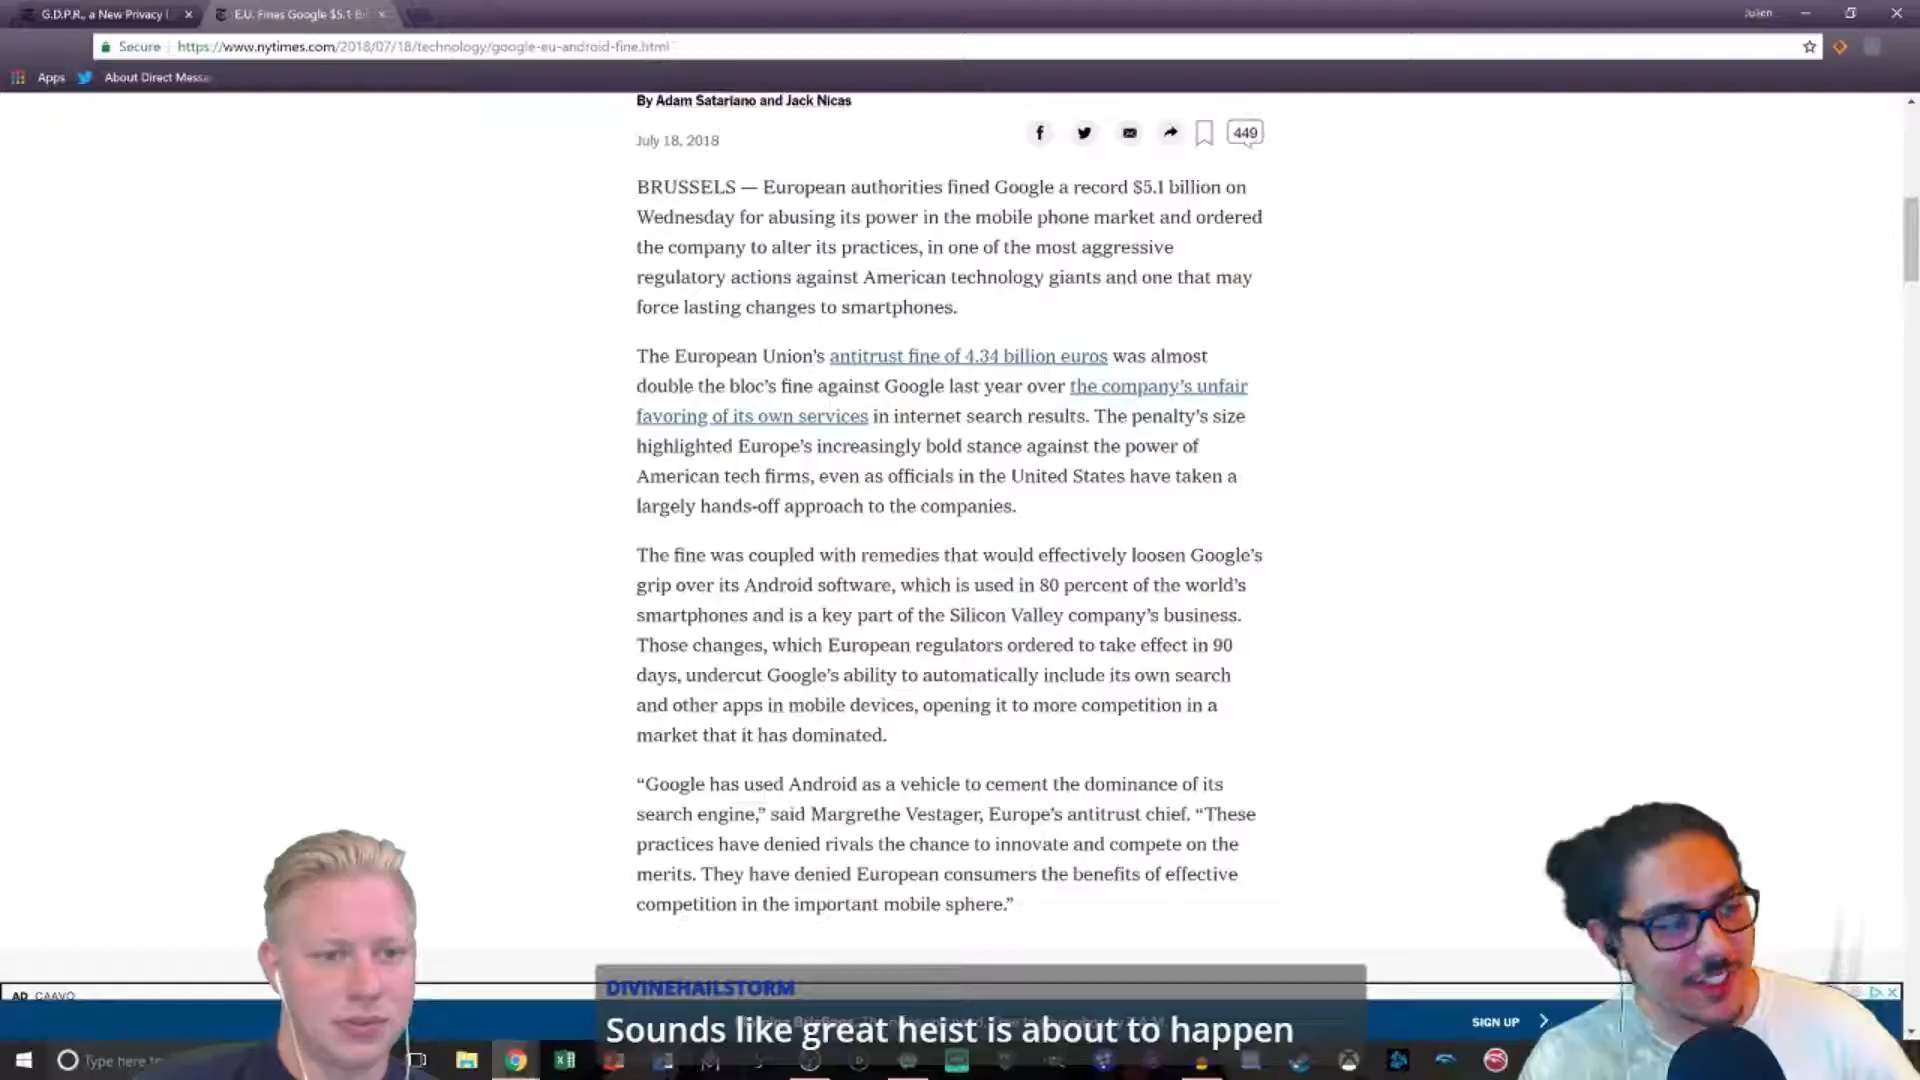 G.D.P.R., a New Privacy
E.U. Fines Google $5.1 Bi
Julien
Secure
https://www.nytimes.com/2018/07/18/technology/google-eu-android-fine.html
Apps
About Direct Messa
By Adam Satariano and Jack Nicas
July 18, 2018
449
BRUSSELS — European authorities fined Google a record $5.1 billion on
Wednesday for abusing its power in the mobile phone market and ordered
the company to alter its practices, in one of the most aggressive
regulatory actions against American technology giants and one that may
force lasting changes to smartphones.
The European Union’s antitrust fine of 4.34 billion euros was almost
double the bloc’s fine against Google last year over the company’s unfair
favoring of its own services in internet search results. The penalty’s size
highlighted Europe’s increasingly bold stance against the power of
American tech firms, even as officials in the United States have taken a
largely hands-off approach to the companies.
The fine was coupled with remedies that would effectively loosen Google’s
grip over its Android software, which is used in 80 percent of the world’s
smartphones and is a key part of the Silicon Valley company’s business.
Those changes, which European regulators ordered to take effect in 90
days, undercut Google’s ability to automatically include its own search
and other apps in mobile devices, opening it to more competition in a
market that it has dominated.
“Google has used Android as a vehicle to cement the dominance of its
search engine,” said Margrethe Vestager, Europe’s antitrust chief. “These
practices have denied rivals the chance to innovate and compete on the
merits. They have denied European consumers the benefits of effective
competition in the important mobile sphere.”
AD CAAVO
DIVINEHAILSTORM
Sounds like great heist is about to happen
SIGN UP
Type here